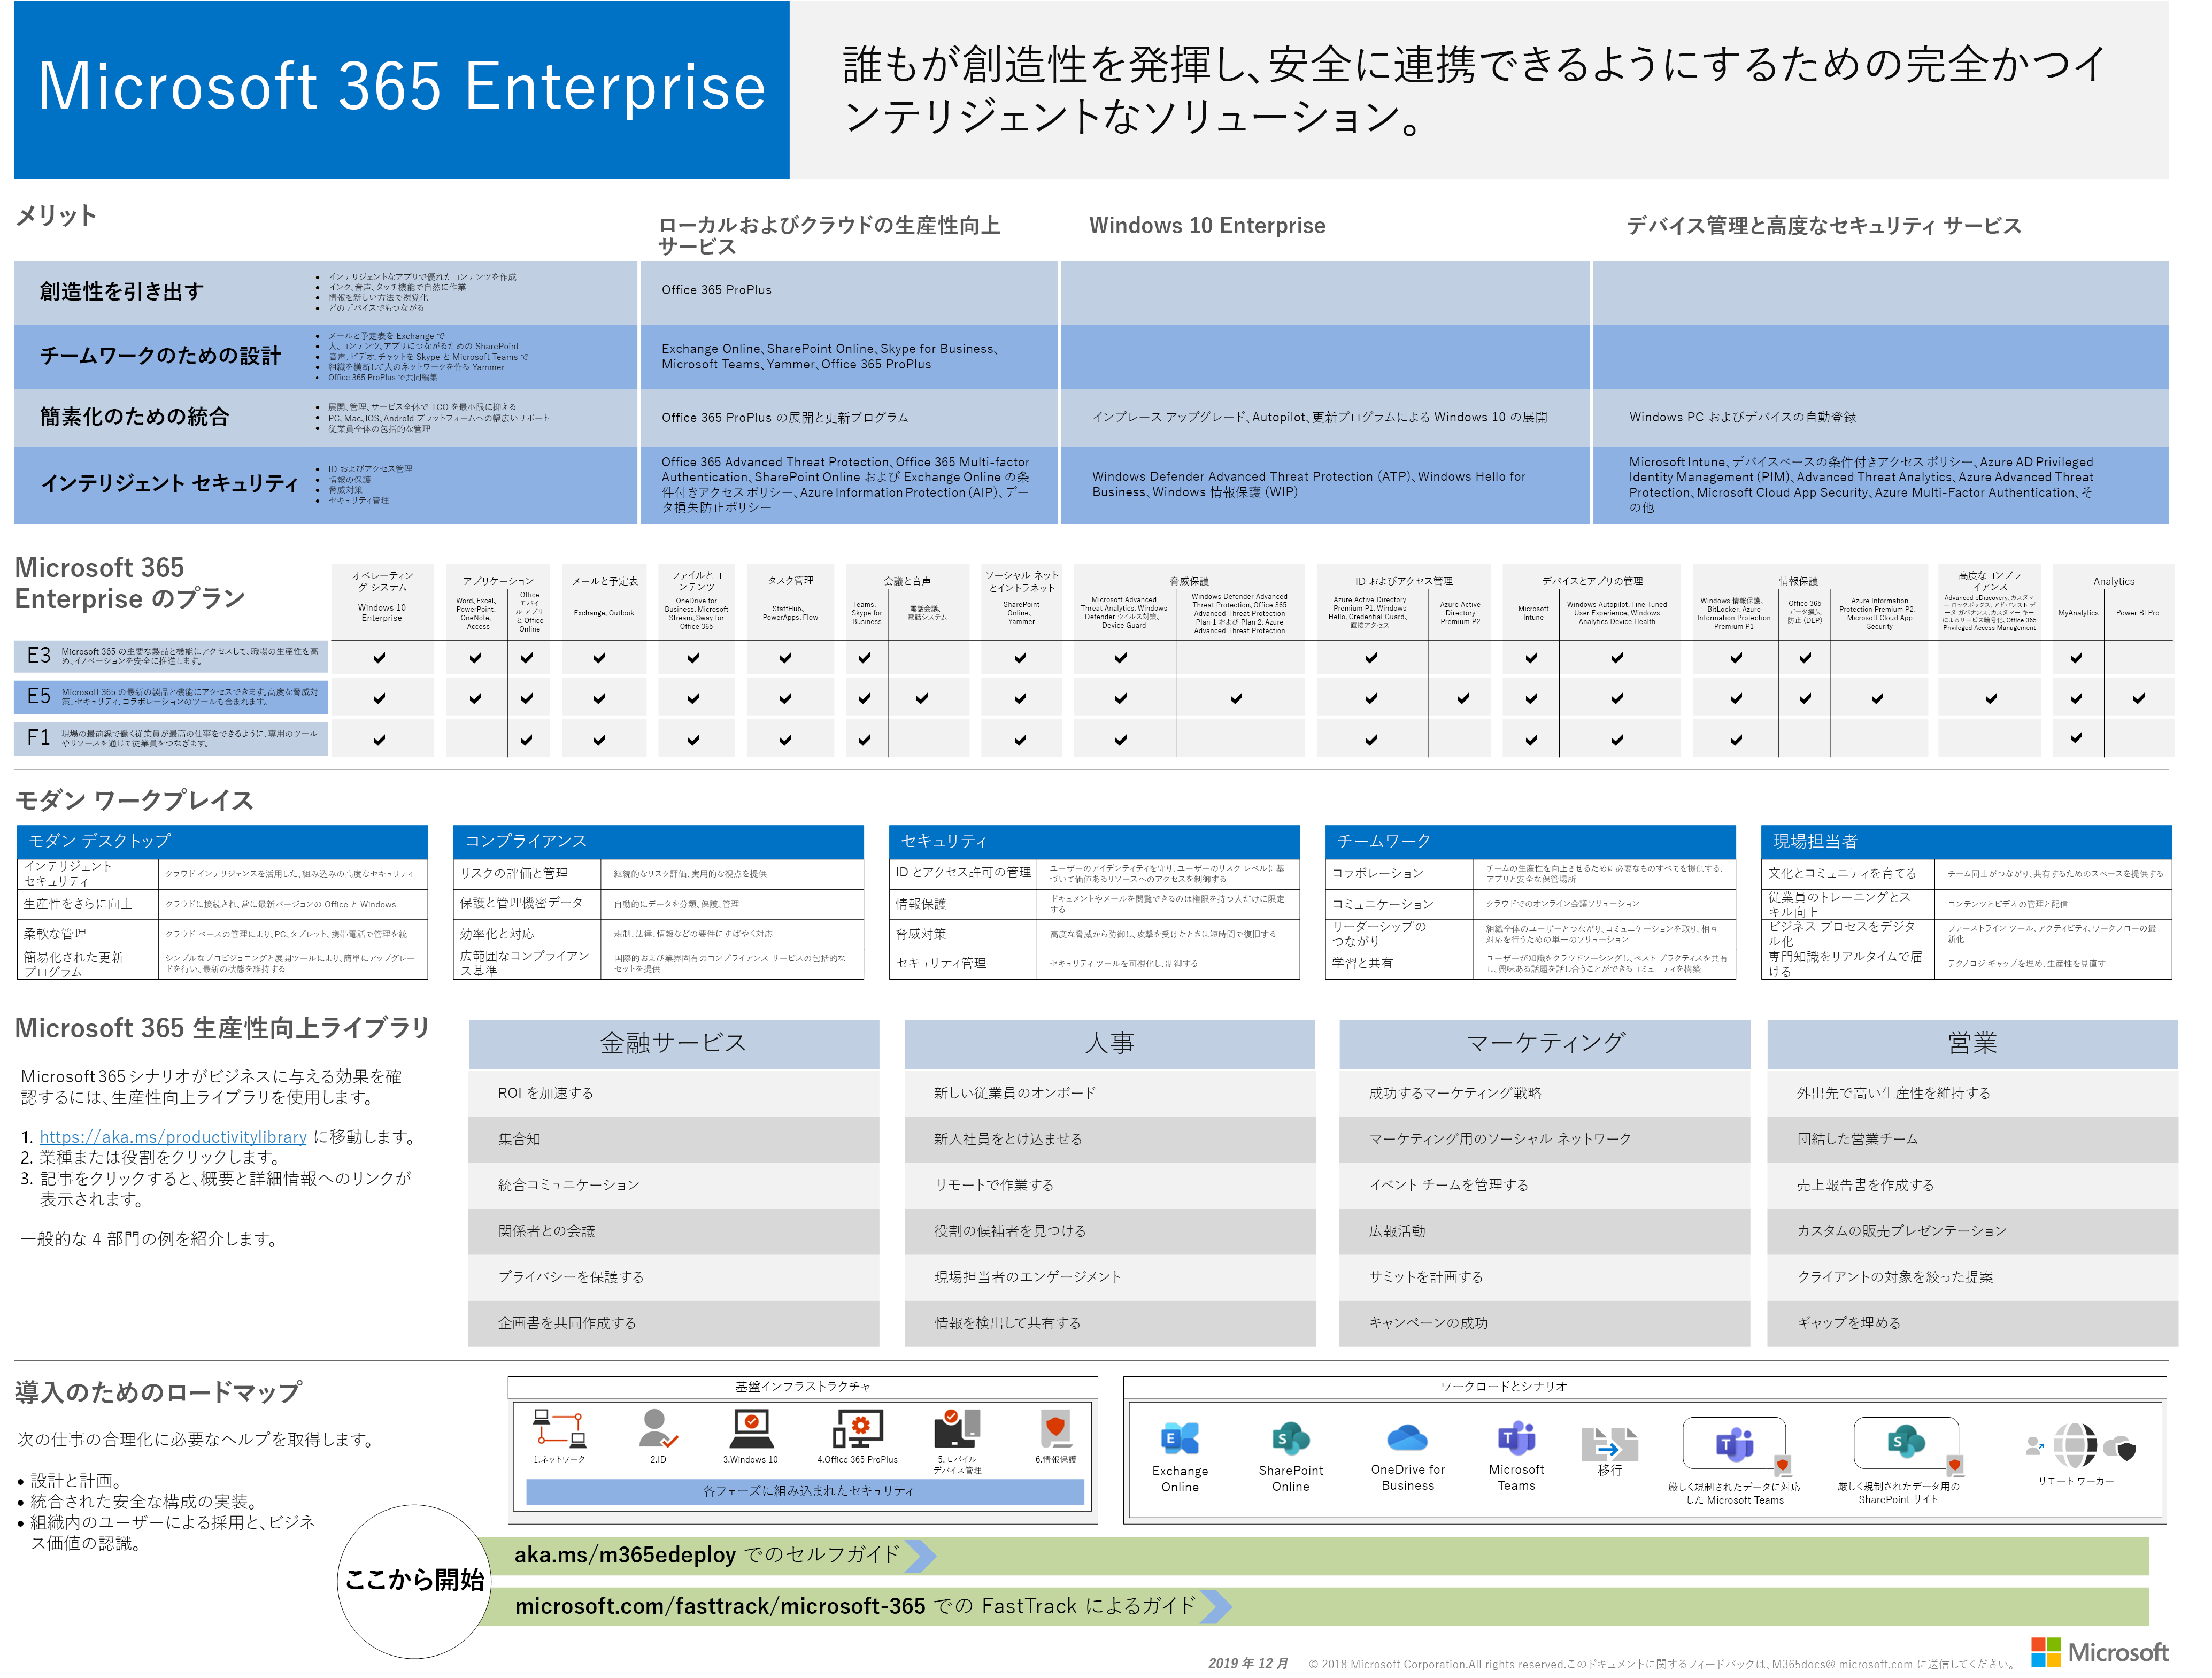 Microsoft 365 Enterprise
誰もが創造性を発揮し、安全に連携できるようにするための完全かつイ
ンテリジェントなソリューション。
メリット
ローカルおよびクラウドの生産性向上
サービス
Windows 10 Enterprise
デバイス管理と高度なセキュリティ サービス
創造性を引き出す
• インテリジェントなアプリで優れたコンテンツを作成
• インク、音声、タッチ機能で自然に作業
• 情報を新しい方法で視覚化
• どのデバイスでもつながる
Office 365 ProPlus
チームワークのための設計
• メールと予定表を Exchange で
• 人、コンテンツ、アプリにつながるための SharePoint
• 音声、ビデオ、チャットを Skype と Microsoft Teams で
• 組織を横断して人のネットワークを作る Yammer
• Office 365 ProPlus で共同編集
Exchange Online、SharePoint Online、Skype for Business、
Microsoft Teams、Yammer、Office 365 ProPlus
簡素化のための統合
• 展開、管理、サービス全体で TCO を最小限に抑える
• PC、Mac、iOS、Android プラットフォームへの幅広いサポート
• 従業員全体の包括的な管理
Office 365 ProPlus の展開と更新プログラム
インプレース アップグレード、Autopilot、更新プログラムによる Windows 10 の展開
Windows PC およびデバイスの自動登録
インテリジェント セキュリティ
• ID およびアクセス管理
• 情報の保護
• 脅威対策
• セキュリティ管理
Office 365 Advanced Threat Protection、Office 365 Multi-factor
Authentication、SharePoint Online および Exchange Online の条
件付きアクセス ポリシー、Azure Information Protection (AIP)、デー
タ損失防止ポリシー
Windows Defender Advanced Threat Protection (ATP)、Windows Hello for
Business、Windows 情報保護 (WIP)
Microsoft Intune、デバイスベースの条件付きアクセス ポリシー、Azure AD Privileged
Identity Management (PIM)、Advanced Threat Analytics、Azure Advanced Threat
Protection、Microsoft Cloud App Security、Azure Multi-Factor Authentication、そ
の他
Microsoft 365
Enterprise のプラン
オペレーティン
グ システム
Windows 10
Enterprise
アプリケーション
Word, Excel,
PowerPoint,
OneNote,
Access
Office
モバイ
ル アプリ
と Office
Online
メールと予定表
Exchange, Outlook
ファイルとコ
ンテンツ
OneDrive for
Business, Microsoft
Stream, Sway for
Office 365
タスク管理
StaffHub,
PowerApps, Flow
会議と音声
Teams,
Skype for
Business
電話会議、
電話システム
ソーシャル ネット
とイントラネット
SharePoint
Online,
Yammer
脅威保護
Microsoft Advanced
Threat Analytics, Windows
Defender ウイルス対策、
Device Guard
Windows Defender Advanced
Threat Protection, Office 365
Advanced Threat Protection
Plan 1 および Plan 2, Azure
Advanced Threat Protection
ID およびアクセス管理
Azure Active Directory
Premium P1, Windows
Hello, Credential Guard,
直接アクセス
Azure Active
Directory
Premium P2
デバイスとアプリの管理
Microsoft
Intune
Windows Autopilot, Fine Tuned
User Experience, Windows
Analytics Device Health
情報保護
Windows 情報保護、
BitLocker, Azure
Information Protection
Premium P1
Office 365
データ損失
防止 (DLP)
Azure Information
Protection Premium P2,
Microsoft Cloud App
Security
高度なコンプラ
イアンス
Advanced eDiscovery, カスタマ
ー ロックボックス, アドバンスト デ
ータ ガバナンス, カスタマー キー
によるサービス暗号化, Office 365
Privileged Access Management
Analytics
MyAnalytics
Power BI Pro
E3
Microsoft 365 の主要な製品と機能にアクセスして、職場の生産性を高
め、イノベーションを安全に推進します。
E5
Microsoft 365 の最新の製品と機能にアクセスできます。高度な脅威対
策、セキュリティ、コラボレーションのツールも含まれます。
F1
現場の最前線で働く従業員が最高の仕事をできるように、専用のツール
やリソースを通じて従業員をつなぎます。
モダン ワークプレイス
モダン デスクトップ
インテリジェント
セキュリティ
クラウド インテリジェンスを活用した、組み込みの高度なセキュリティ
生産性をさらに向上
クラウドに接続され、常に最新バージョンの Office と Windows
柔軟な管理
クラウド ベースの管理により、PC、タブレット、携帯電話で管理を統一
簡易化された更新
プログラム
シンプルなプロビジョニングと展開ツールにより、簡単にアップグレー
ドを行い、最新の状態を維持する
コンプライアンス
リスクの評価と管理
継続的なリスク評価、実用的な視点を提供
保護と管理機密データ
自動的にデータを分類、保護、管理
効率化と対応
規制、法律、情報などの要件にすばやく対応
広範囲なコンプライアン
ス基準
国際的および業界固有のコンプライアンス サービスの包括的な
セットを提供
セキュリティ
ID とアクセス許可の管理
ユーザーのアイデンティティを守り、ユーザーのリスク レベルに基
づいて価値あるリソースへのアクセスを制御する
情報保護
ドキュメントやメールを閲覧できるのは権限を持つ人だけに限定
する
脅威対策
高度な脅威から防御し、攻撃を受けたときは短時間で復旧する
セキュリティ管理
セキュリティ ツールを可視化し、制御する
チームワーク
コラボレーション
チームの生産性を向上させるために必要なものすべてを提供する、
アプリと安全な保管場所
コミュニケーション
クラウドでのオンライン会議ソリューション
リーダーシップの
つながり
組織全体のユーザーとつながり、コミュニケーションを取り、相互
対応を行うための単一のソリューション
学習と共有
ユーザーが知識をクラウドソーシングし、ベスト プラクティスを共有
し、興味ある話題を話し合うことができるコミュニティを構築
現場担当者
文化とコミュニティを育てる
チーム同士がつながり、共有するためのスペースを提供する
従業員のトレーニングとス
キル向上
コンテンツとビデオの管理と配信
ビジネス プロセスをデジタ
ル化
ファーストライン ツール、アクティビティ、ワークフローの最
新化
専門知識をリアルタイムで届
ける
テクノロジ ギャップを埋め、生産性を見直す
Microsoft 365 生産性向上ライブラリ
Microsoft 365 シナリオがビジネスに与える効果を確
認するには、生産性向上ライブラリを使用します。
1. https://aka.ms/productivitylibrary に移動します。
2. 業種または役割をクリックします。
3. 記事をクリックすると、概要と詳細情報へのリンクが
表示されます。
一般的な 4 部門の例を紹介します。
金融サービス
ROI を加速する
集合知
統合コミュニケーション
関係者との会議
プライバシーを保護する
企画書を共同作成する
人事
新しい従業員のオンボード
新入社員をとけ込ませる
リモートで作業する
役割の候補者を見つける
現場担当者のエンゲージメント
情報を検出して共有する
マーケティング
成功するマーケティング戦略
マーケティング用のソーシャル ネットワーク
イベント チームを管理する
広報活動
サミットを計画する
キャンペーンの成功
営業
外出先で高い生産性を維持する
団結した営業チーム
売上報告書を作成する
カスタムの販売プレゼンテーション
クライアントの対象を絞った提案
ギャップを埋める
導入のためのロードマップ
次の仕事の合理化に必要なヘルプを取得します。
• 設計と計画。
• 統合された安全な構成の実装。
• 組織内のユーザーによる採用と、ビジネ
ス価値の認識。
基盤インフラストラクチャ
1.ネットワーク
2.ID
3.Windows 10
4.Office 365 ProPlus
5.モバイル
デバイス管理
6.情報保護
各フェーズに組み込まれたセキュリティ
ワークロードとシナリオ
Exchange
Online
SharePoint
Online
OneDrive for
Business
Microsoft
Teams
移行
厳しく規制されたデータに対応
した Microsoft Teams
厳しく規制されたデータ用の
SharePoint サイト
リモート ワーカー
ここから開始
aka.ms/m365edeploy でのセルフガイド
microsoft.com/fasttrack/microsoft-365 での FastTrack によるガイド
2019 年 12 月
© 2018 Microsoft Corporation.All rights reserved.このドキュメントに関するフィードバックは、M365docs@ microsoft.com に送信してください。
Microsoft